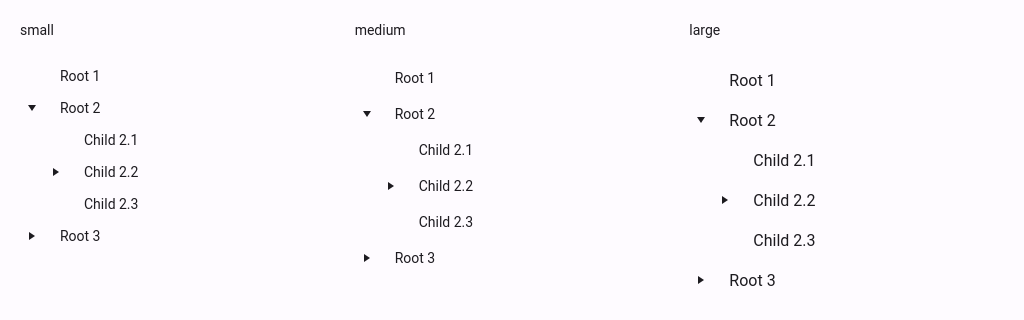 small
Root 1
Root 2
Child 2.1
Child 2.2
Child 2.3
Root 3
medium
Root 1
Root 2
Child 2.1
Child 2.2
Child 2.3
Root 3
large
Root 1
Root 2
Child 2.1
Child 2.2
Child 2.3
Root 3